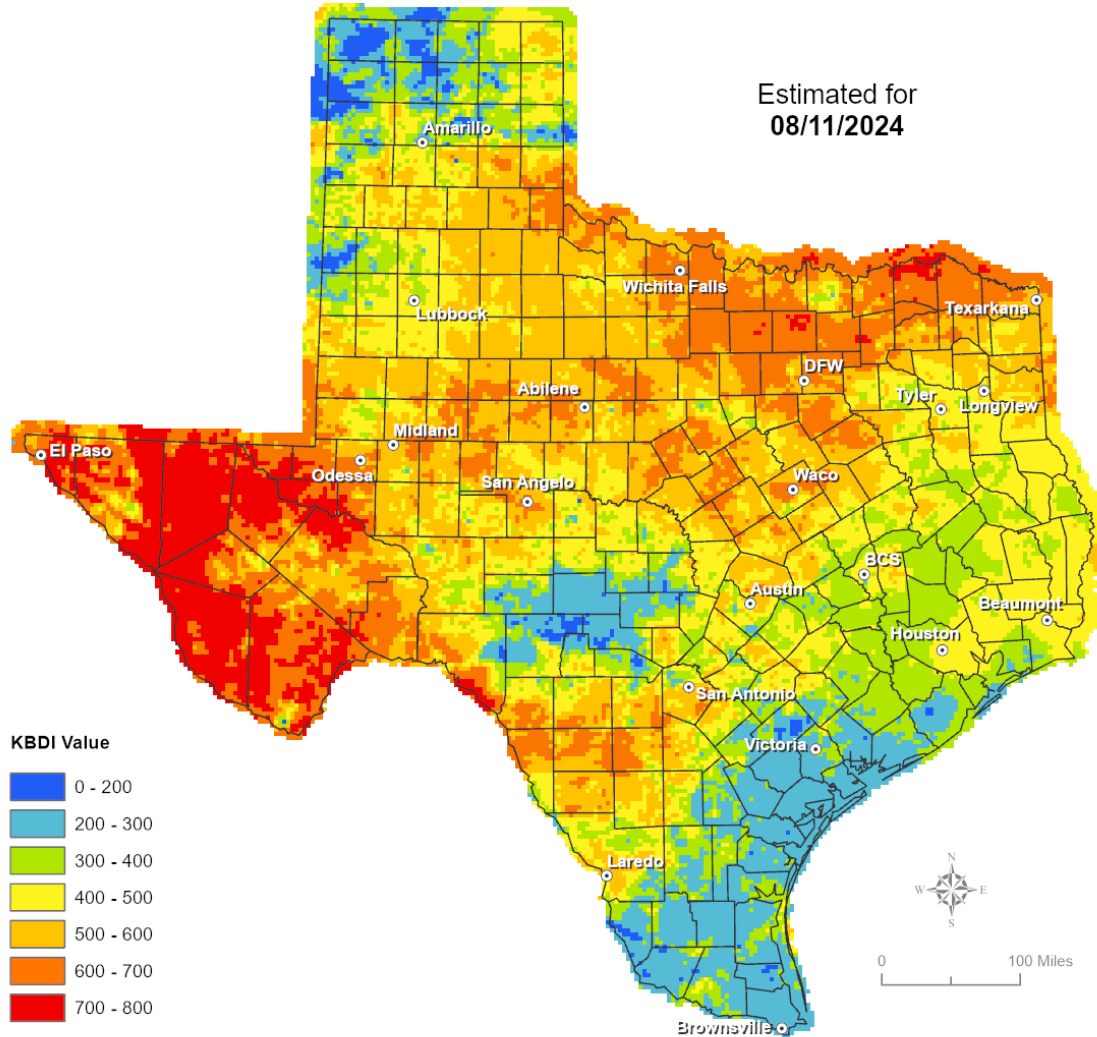 Estimated for
08/11/2024
Amarillo
Wichita Falls
Lubbock
Texarkana
DFW
Abilene
Tyler
Longview
Midland
El Paso
Odessa
San Angelo
Waco
BCS
Austin
Beaumont
Houston
San Antonio
Victoria
Laredo
Brownsville
KBDI Value
0 - 200
200 - 300
300 - 400
400 - 500
500 - 600
600 - 700
700 - 800
N
W E
S
0 100 Miles